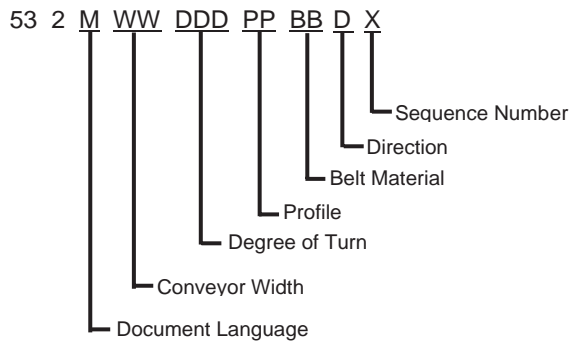 53 2 M WW DDD PP BB D X
Sequence Number
Direction
Belt Material
Profile
Degree of Turn
Conveyor Width
Document Language